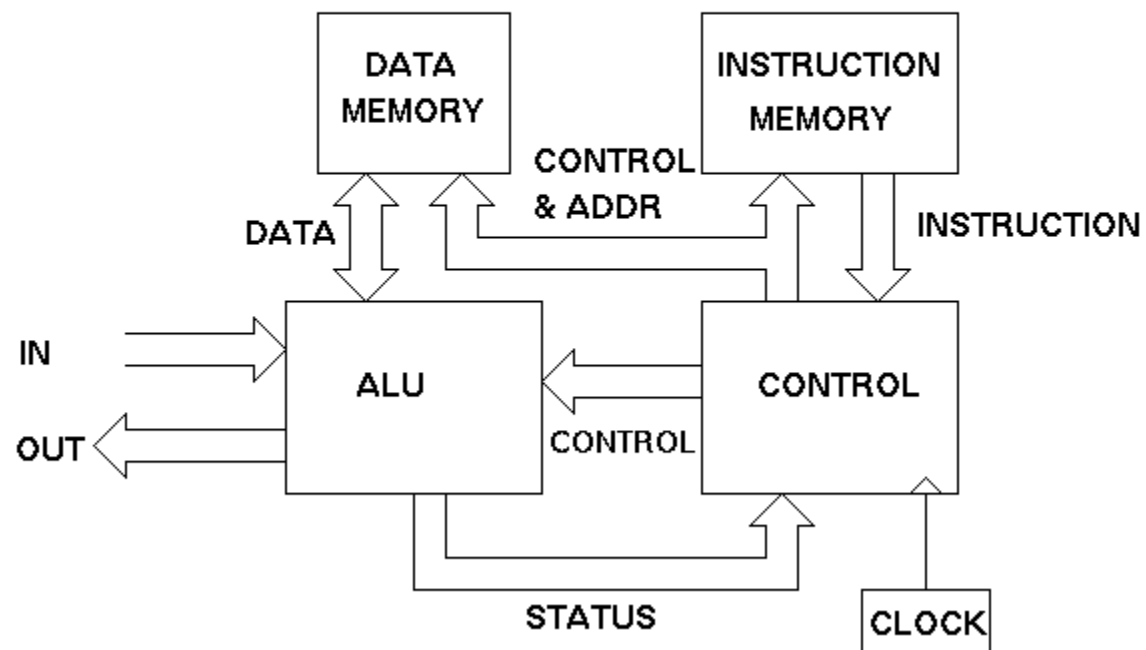 DATA
MEMORY
INSTRUCTION
MEMORY
CONTROL
& ADDR
DATA
INSTRUCTION
IN
ALU
CONTROL
OUT
CONTROL
STATUS
CLOCK